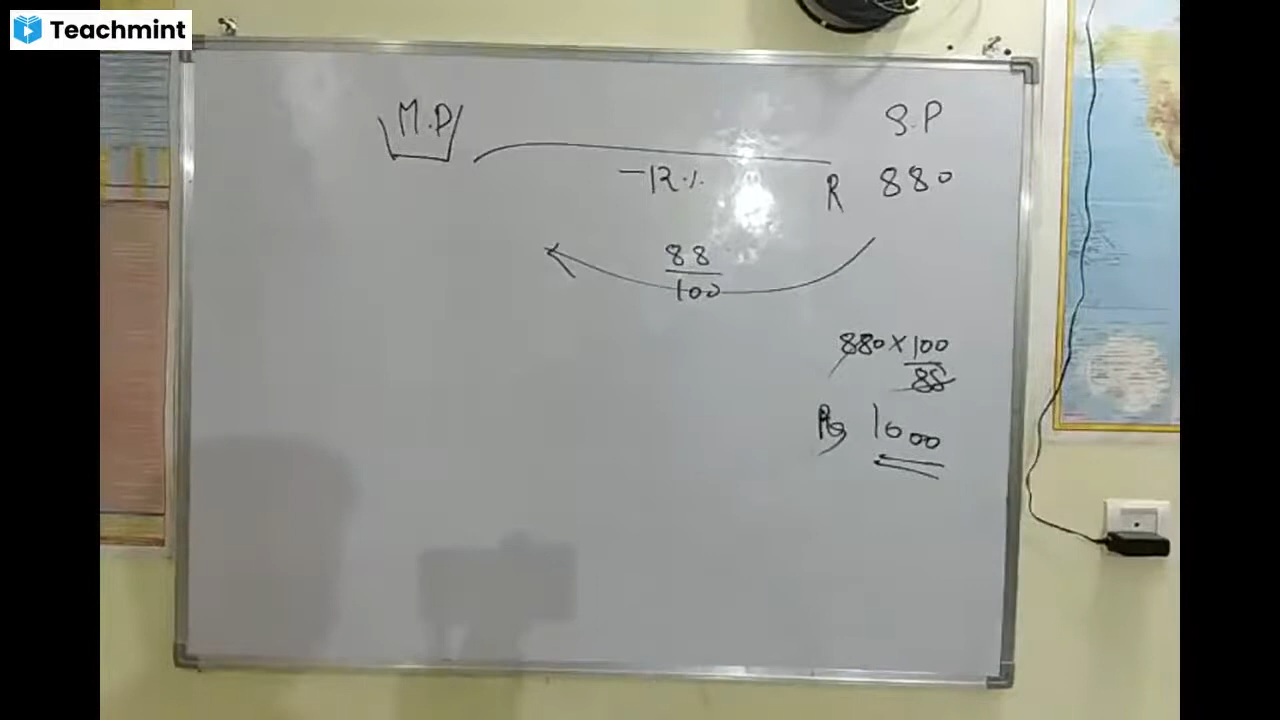 Teachmint
M.P S.P
-12% R 880
88
100
880 × 100
88
Rs 1000